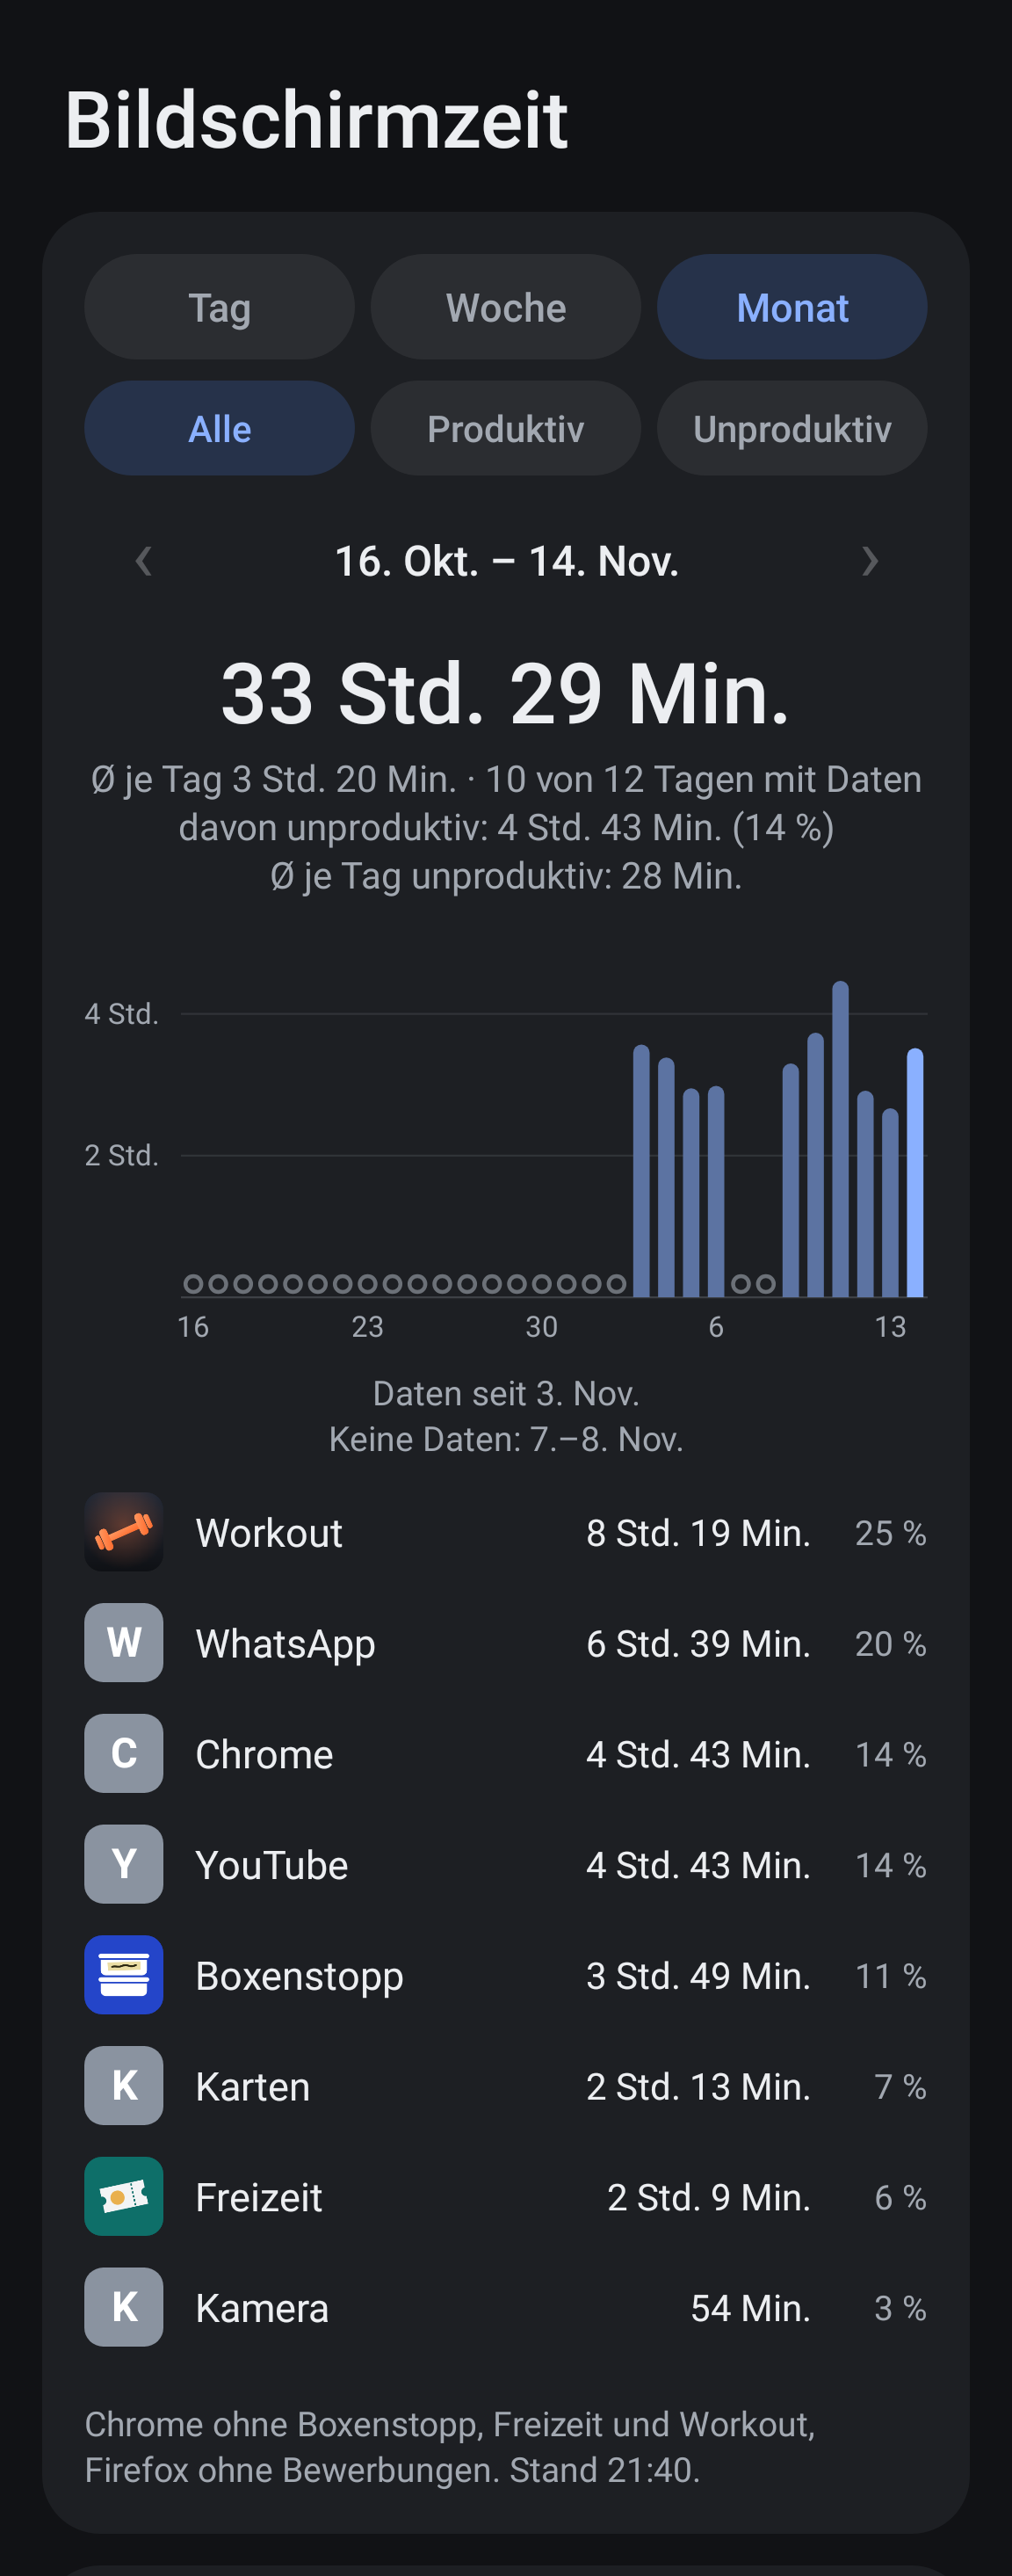 Bildschirmzeit
Tag Woche Monat
Alle Produktiv Unproduktiv
‹ 16. Okt. – 14. Nov. ›
33 Std. 29 Min.
Ø je Tag 3 Std. 20 Min. · 10 von 12 Tagen mit Daten
davon unproduktiv: 4 Std. 43 Min. (14 %)
Ø je Tag unproduktiv: 28 Min.
4 Std.
2 Std.
16 23 30 6 13
Daten seit 3. Nov.
Keine Daten: 7.–8. Nov.
Workout 8 Std. 19 Min. 25 %
W WhatsApp 6 Std. 39 Min. 20 %
C Chrome 4 Std. 43 Min. 14 %
Y YouTube 4 Std. 43 Min. 14 %
Boxenstopp 3 Std. 49 Min. 11 %
K Karten 2 Std. 13 Min. 7 %
Freizeit 2 Std. 9 Min. 6 %
K Kamera 54 Min. 3 %
Chrome ohne Boxenstopp, Freizeit und Workout,
Firefox ohne Bewerbungen. Stand 21:40.